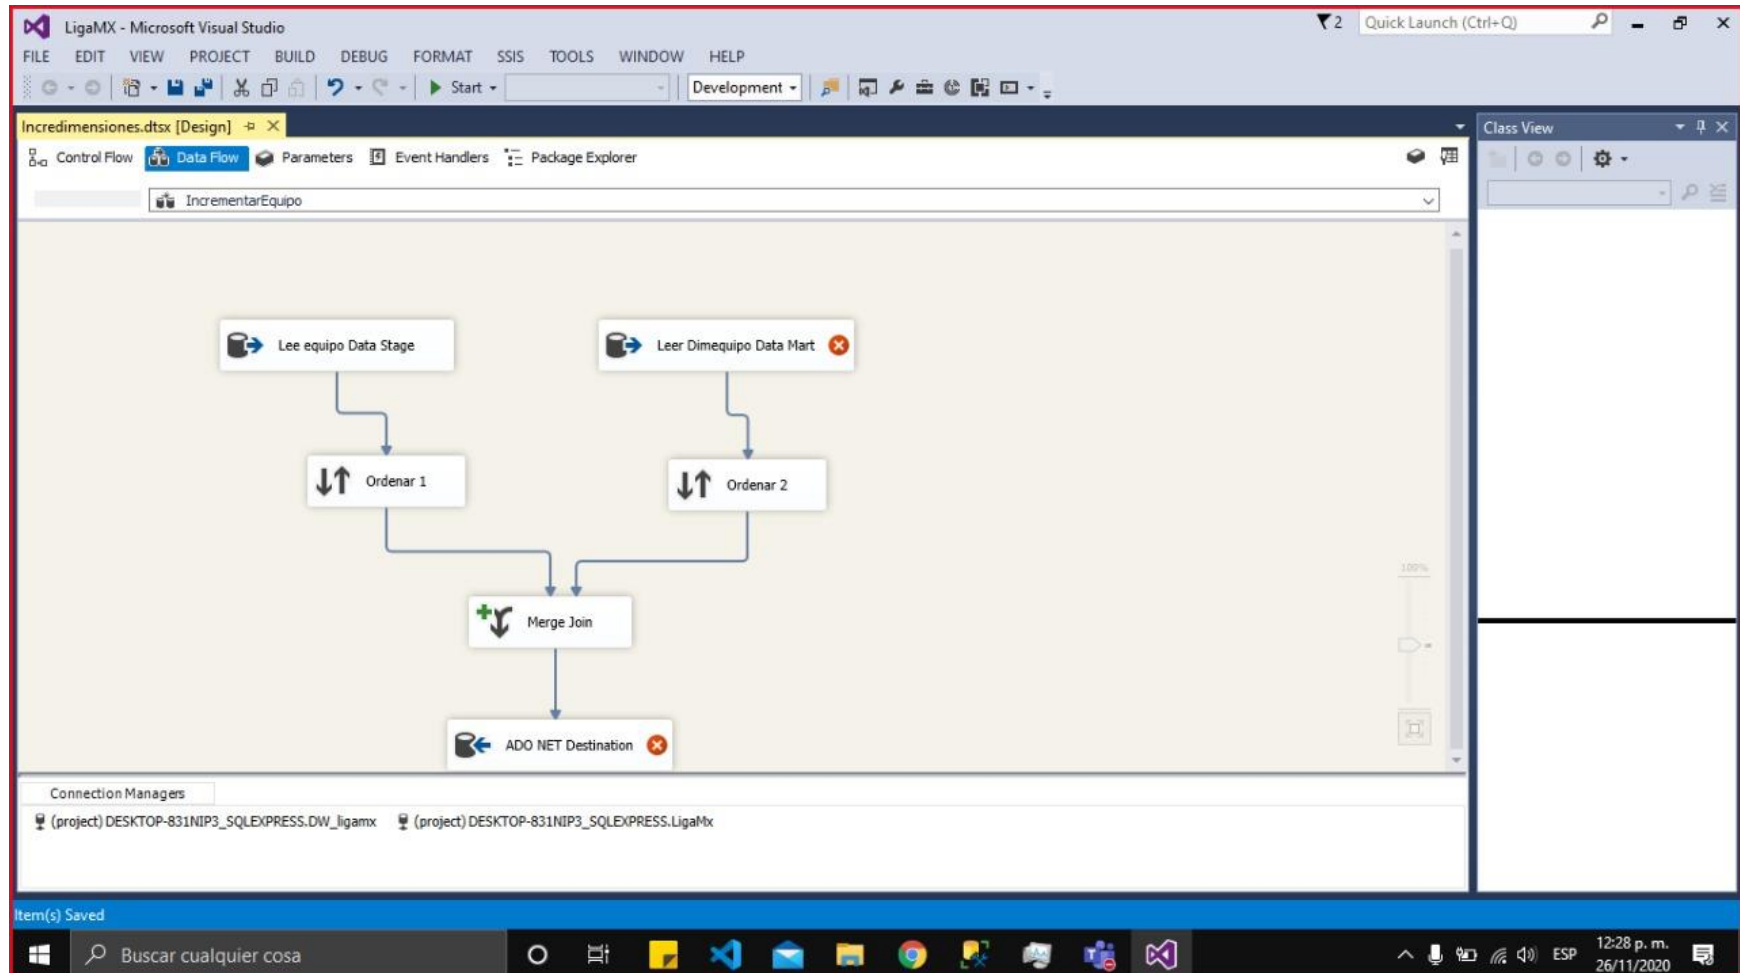 LigaMX - Microsoft Visual Studio
2
Quick Launch (Ctrl+Q)
FILE EDIT VIEW PROJECT BUILD DEBUG FORMAT SSIS TOOLS WINDOW HELP
Start
Development
Incredimensiones.dtsx [Design]
Class View
Control Flow
Data Flow
Parameters
Event Handlers
Package Explorer
IncrementarEquipo
Lee equipo Data Stage
Leer Dimequipo Data Mart
Ordenar 1
Ordenar 2
100%
Merge Join
ADO NET Destination
Connection Managers
(project) DESKTOP-831NIP3_SQLEXPRESS.DW_ligamx
(project) DESKTOP-831NIP3_SQLEXPRESS.LigaMx
Item(s) Saved
Buscar cualquier cosa
ESP
12:28 p. m.
26/11/2020